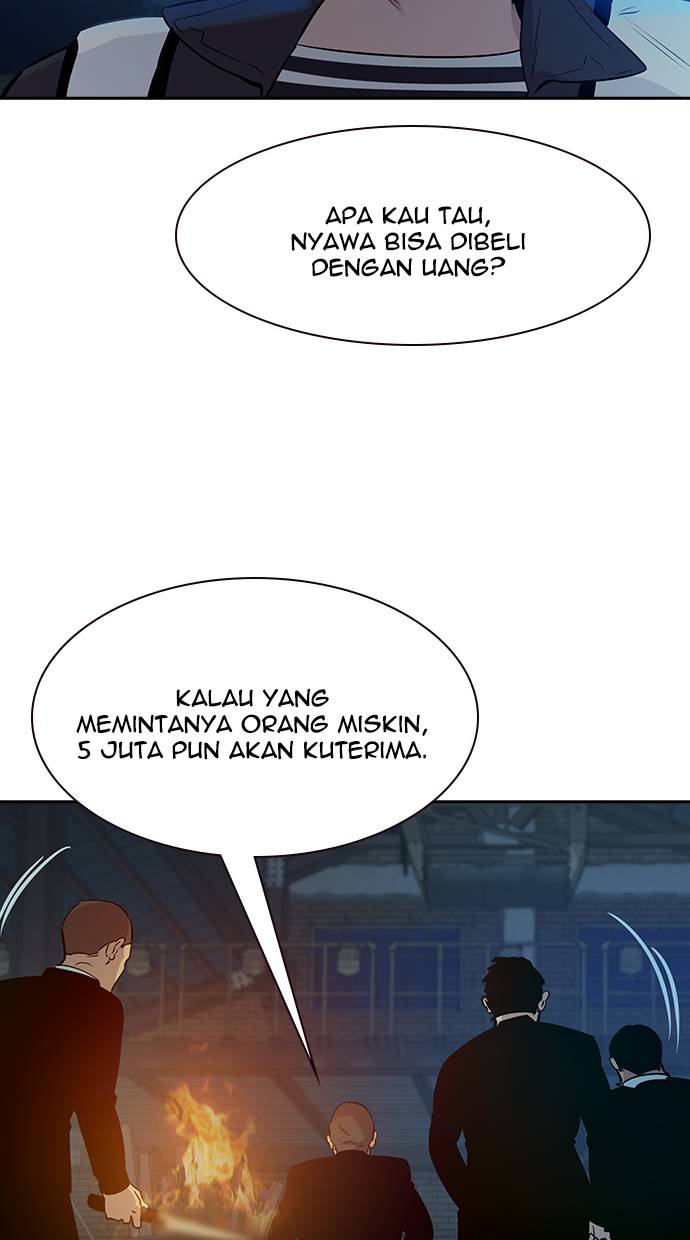 APA KAU TAU,
NYAWA BISA DIBELI
DENGAN UANG?
KALAU YANG
MEMINTANYA ORANG MISKIN,
5 JUTA PUN AKAN KUTERIMA.